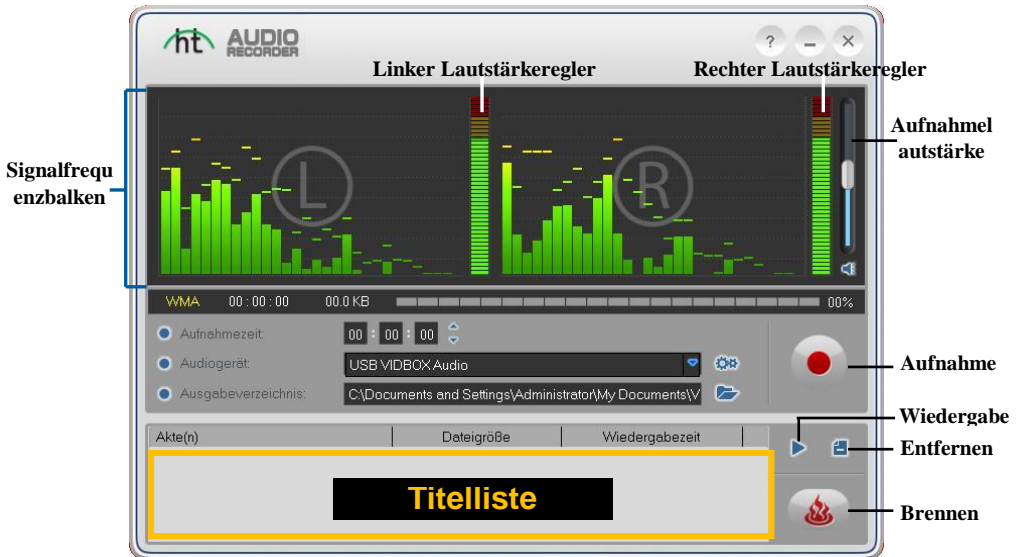 ht AUDIO RECORDER
?
Linker Lautstärkeregler
Rechter Lautstärkeregler
Signalfrequ
enzbalken
L
R
Aufnahmel
autstärke
WMA 00 : 00 : 00 00.0 KB 00%
Aufnahmezeit: 00 : 00 : 00
Audiogerät: USB VIDBOX Audio
Ausgabeverzeichnis: C:\Documents and Settings\Administrator\My Documents\V
Aufnahme
Wiedergabe
Akte(n) Dateigröße Wiedergabezeit
Entfernen
Titelliste
Brennen